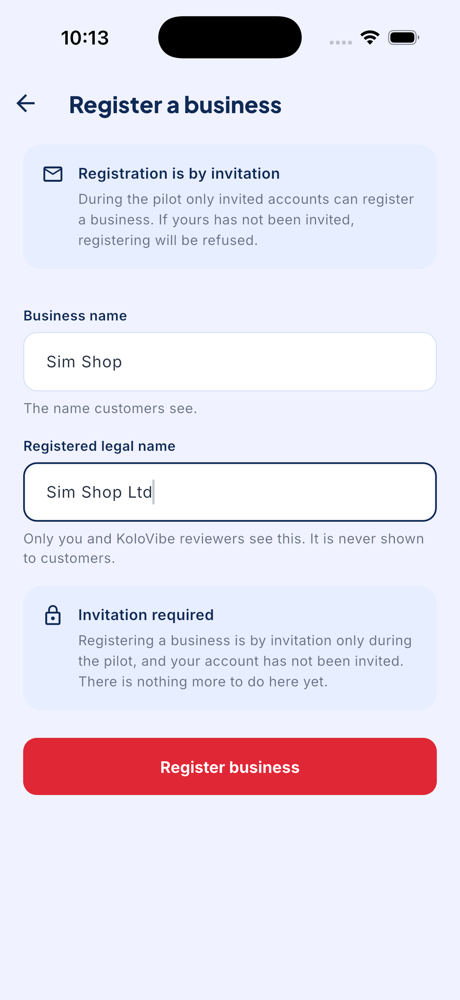 10:13
Register a business
Registration is by invitation
During the pilot only invited accounts can register
a business. If yours has not been invited,
registering will be refused.
Business name
Sim Shop
The name customers see.
Registered legal name
Sim Shop Ltd
Only you and KoloVibe reviewers see this. It is never shown
to customers.
Invitation required
Registering a business is by invitation only during
the pilot, and your account has not been invited.
There is nothing more to do here yet.
Register business